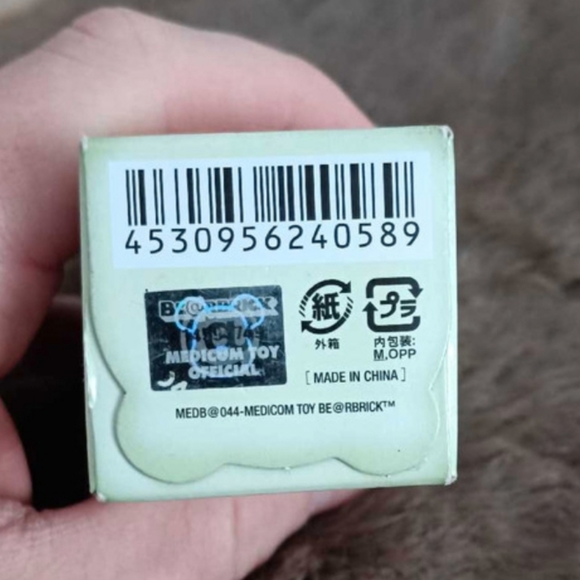 4530956240589
BE@RBRICK
MEDICOM TOY
OFFICIAL
紙
外箱
プラ
内包装:
M.OPP
[ MADE IN CHINA ]
MEDB@044-MEDICOM TOY BE@RBRICK™